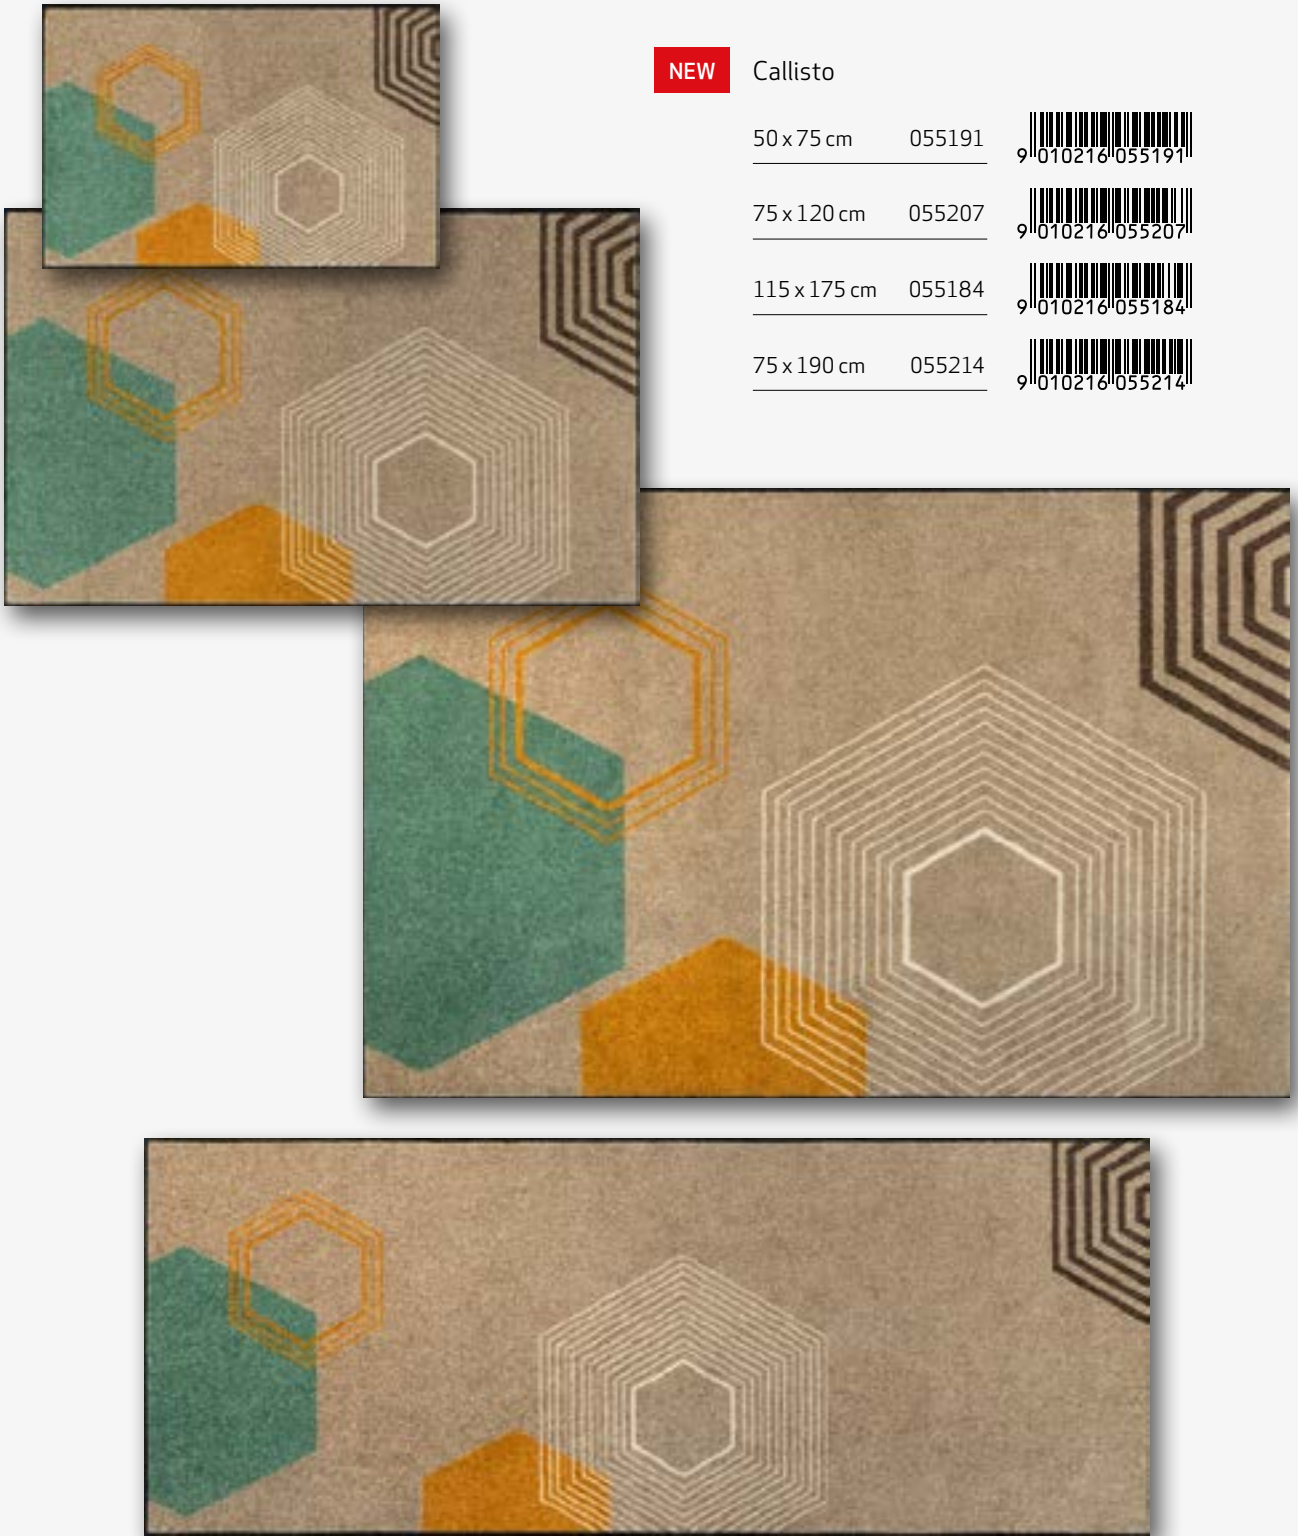 NEW Callisto
50 x 75 cm 055191 9 010216 055191
75 x 120 cm 055207 9 010216 055207
115 x 175 cm 055184 9 010216 055184
75 x 190 cm 055214 9 010216 055214